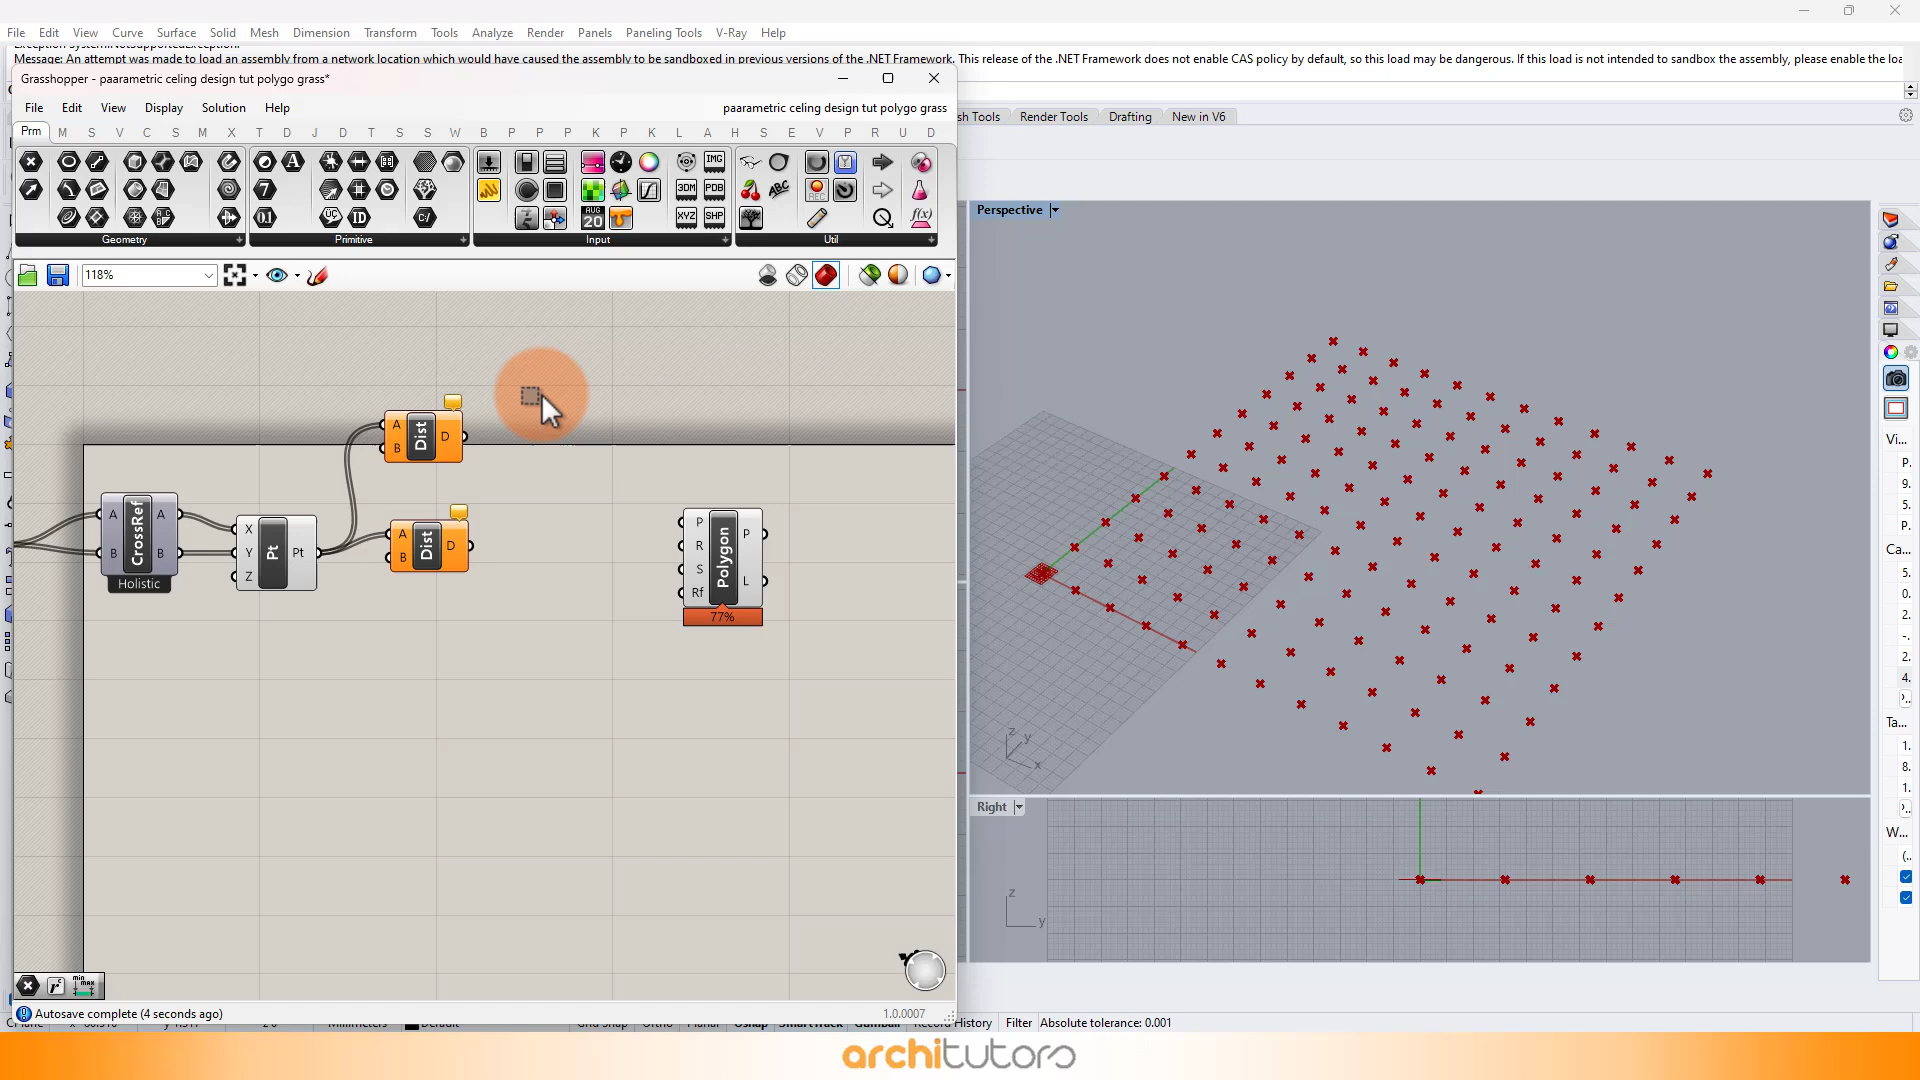 File Edit View Curve Surface Solid Mesh Dimension Transform Tools Analyze Render Panels Paneling Tools V-Ray Help
Message: An attempt was made to load an assembly from a network location which would have caused the assembly to be sandboxed in previous versions of the .NET Framework. This release of the .NET Framework does not enable CAS policy by default, so this load may be dangerous. If this load is not intended to sandbox the assembly, please enable the loa
Grasshopper - paarametric celing design tut polygo grass*
File Edit View Display Solution Help
paarametric celing design tut polygo grass
Prm M S V C S M X T D J D T S S W B P P P K P K L A H S E V P R U D
sh Tools Render Tools Drafting New in V6
Geometry Primitive Input Util
118%
Perspective
A B Dist D
A B CrossRef A B
Holistic
X Y Z Pt Pt
A B Dist D
P R S Rf Polygon P L
77%
z y x
Right
z y
Autosave complete (4 seconds ago)
1.0.0007
Filter Absolute tolerance: 0.001
architutors